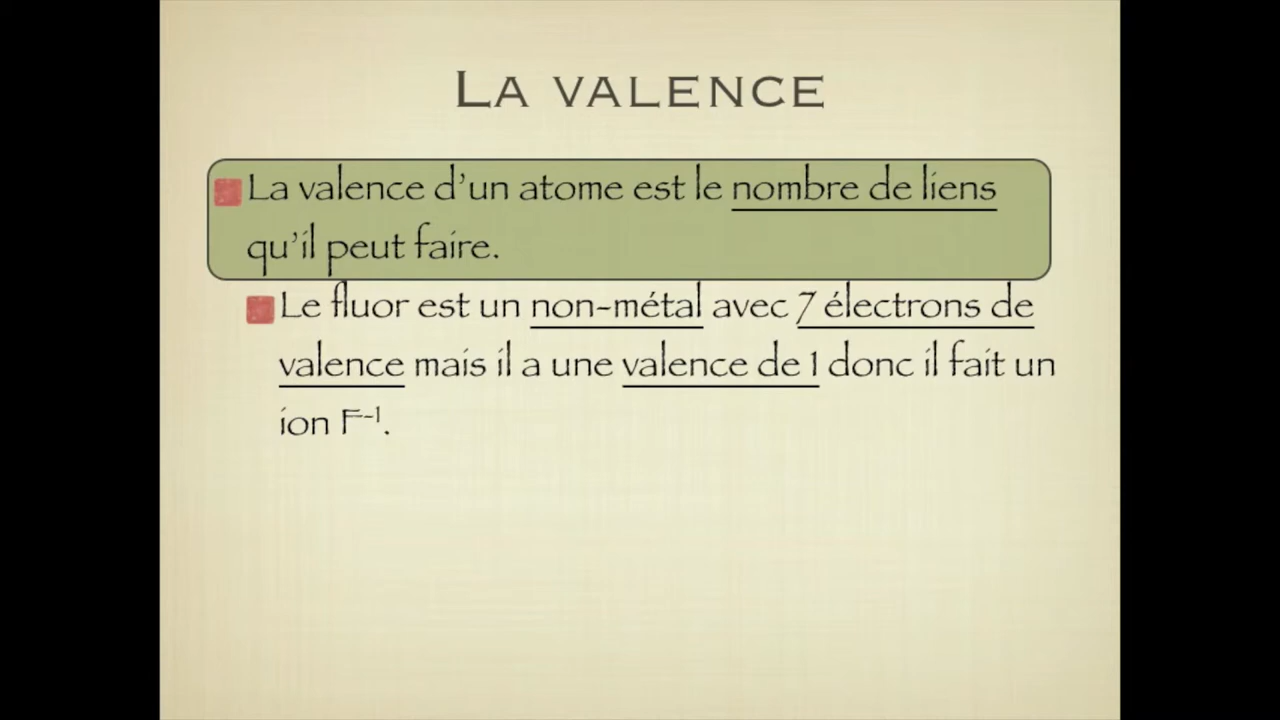 La valence
La valence d'un atome est le nombre de liens
qu'il peut faire.
Le fluor est un non-métal avec 7 électrons de
valence mais il a une valence de 1 donc il fait un
ion F⁻¹.